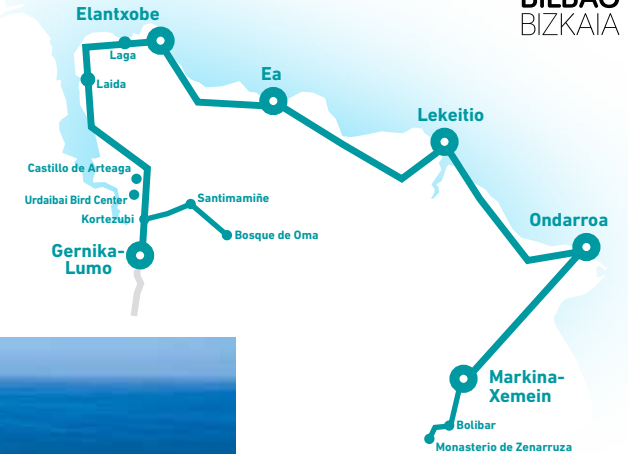 BILBAO
BIZKAIA
Elantxobe
Laga
Laida
Ea
Lekeitio
Castillo de Arteaga
Urdaibai Bird Center
Kortezubi
Santimamiñe
Bosque de Oma
Gernika-
Lumo
Ondarroa
Markina-
Xemein
Bolibar
Monasterio de Zenarruza